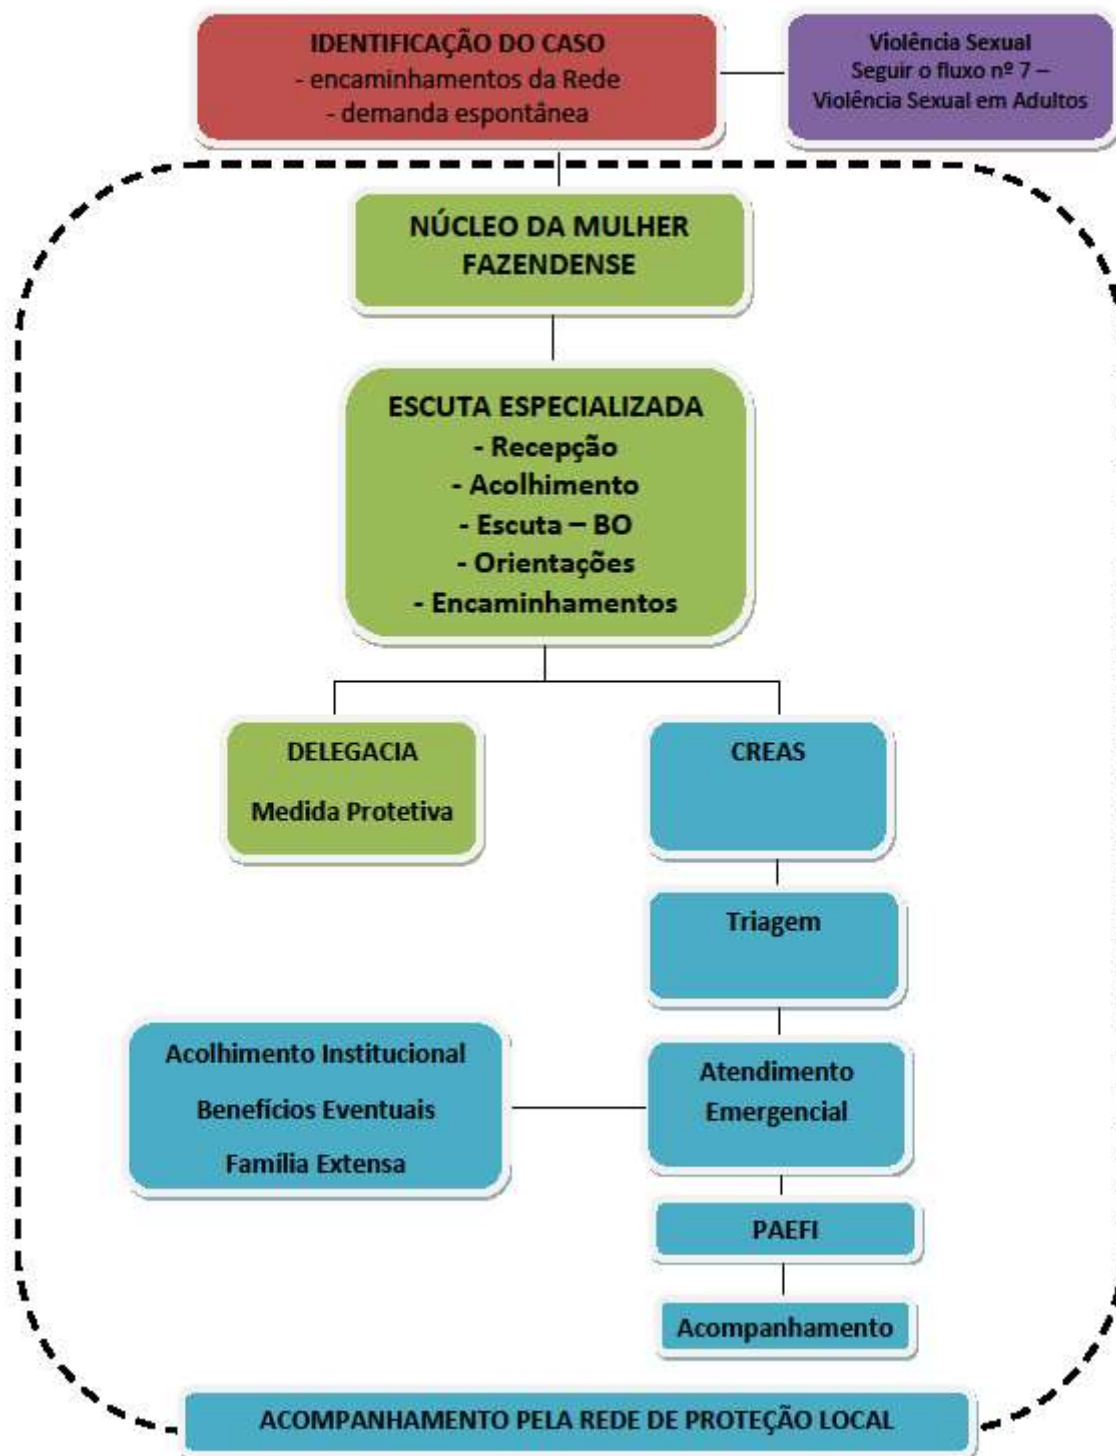 IDENTIFICAÇÃO DO CASO
- encaminhamentos da Rede
- demanda espontânea
Violência Sexual
Seguir o fluxo nº 7 –
Violência Sexual em Adultos
NÚCLEO DA MULHER
FAZENDENSE
ESCUTA ESPECIALIZADA
- Recepção
- Acolhimento
- Escuta – BO
- Orientações
- Encaminhamentos
DELEGACIA
Medida Protetiva
CREAS
Triagem
Acolhimento Institucional
Benefícios Eventuais
Família Extensa
Atendimento
Emergencial
PAEFI
Acompanhamento
ACOMPANHAMENTO PELA REDE DE PROTEÇÃO LOCAL